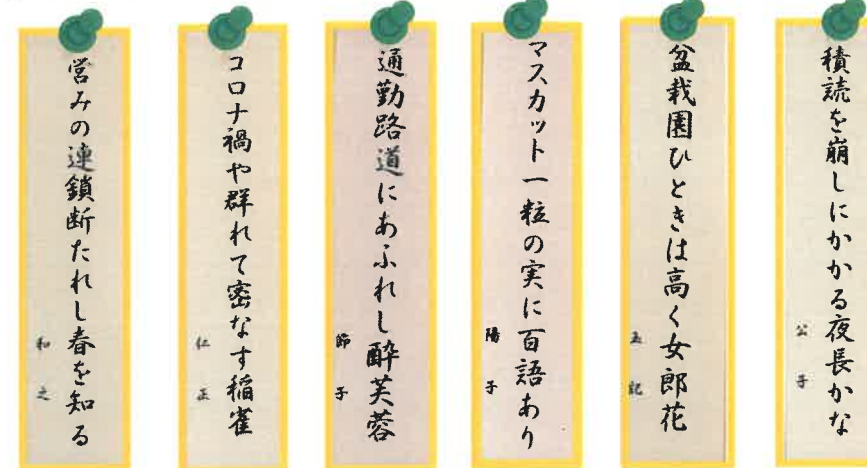 積読を崩しにかかる夜長かな
公子
盆栽園ひときは高く女郎花
玉記
マスカット一粒の実に百語あり
陽子
通勤路道にあふれし酔芙蓉
節子
コロナ禍や群れて密なす稲雀
仁正
営みの連鎖断たれし春を知る
和之